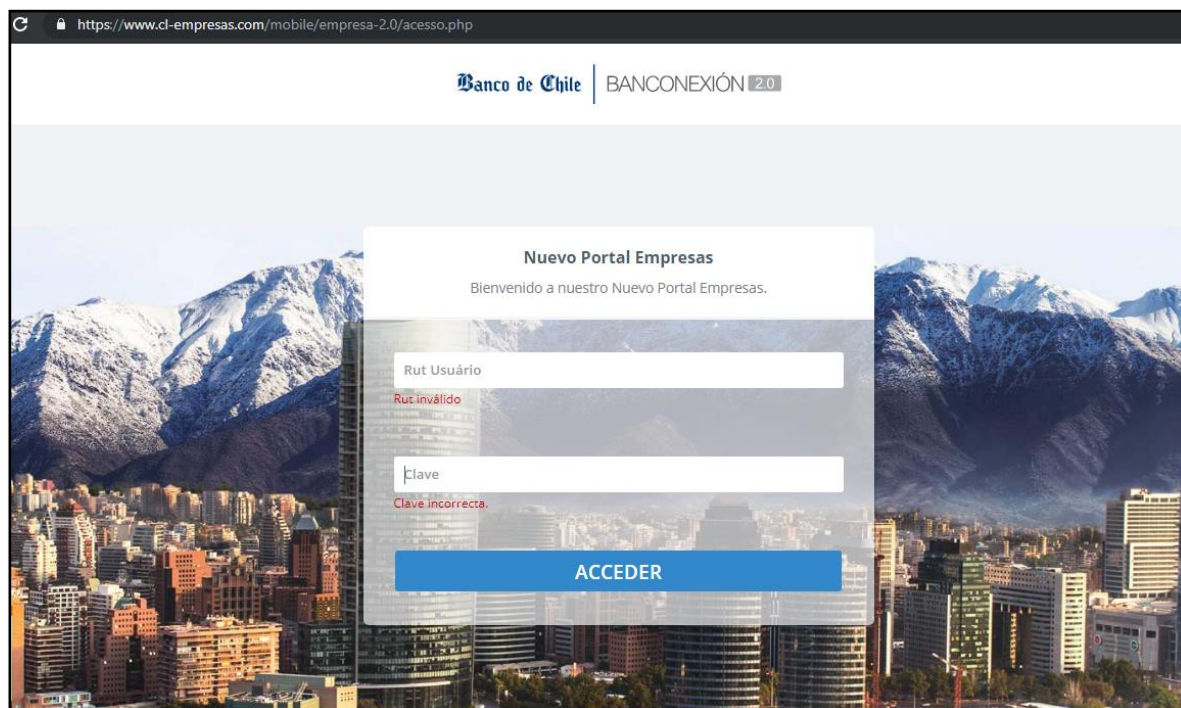 https://www.cl-empresas.com/mobile/empresa-2.0/acesso.php
Banco de Chile BANCONEXIÓN 2.0
Nuevo Portal Empresas
Bienvenido a nuestro Nuevo Portal Empresas.
Rut Usuário
Rut inválido
Clave
Clave incorrecta.
ACCEDER